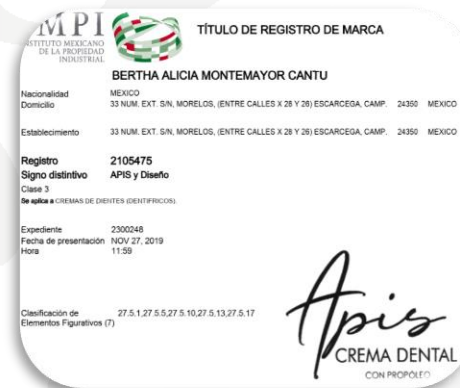 IMPI
INSTITUTO MEXICANO
DE LA PROPIEDAD
INDUSTRIAL
TÍTULO DE REGISTRO DE MARCA
BERTHA ALICIA MONTEMAYOR CANTU
Nacionalidad MEXICO
Domicilio 33 NUM. EXT. S/N, MORELOS, (ENTRE CALLES X 28 Y 26) ESCARCEGA, CAMP. 24350 MEXICO
Establecimiento 33 NUM. EXT. S/N, MORELOS, (ENTRE CALLES X 28 Y 26) ESCARCEGA, CAMP. 24350 MEXICO
Registro 2105475
Signo distintivo APIS y Diseño
Clase 3
Se aplica a CREMAS DE DIENTES (DENTIFRICOS).
Expediente 2300248
Fecha de presentación NOV 27, 2019
Hora 11:59
Clasificación de 27.5.1,27.5.5,27.5.10,27.5.13,27.5.17
Elementos Figurativos (7)
Apis
CREMA DENTAL
CON PROPÓLEO